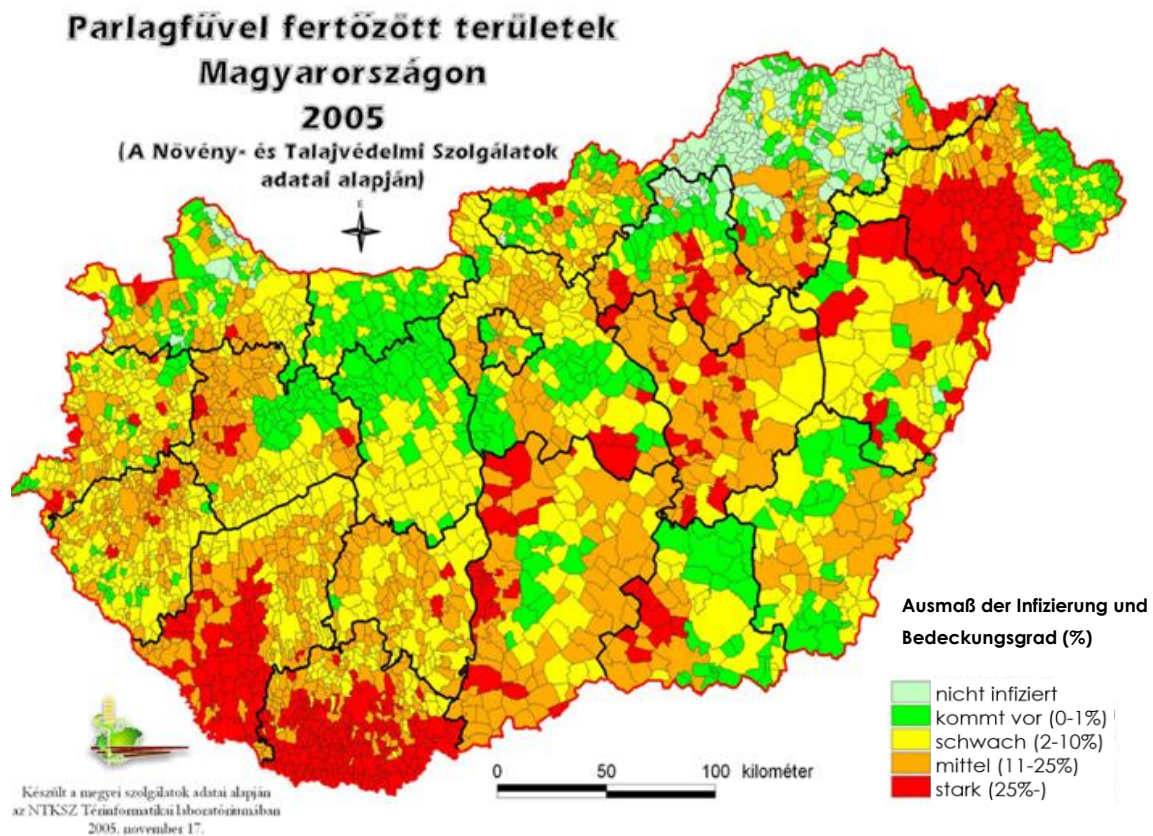 Parlagfűvel fertőzött területek
Magyarországon
2005
(A Növény- és Talajvédelmi Szolgálatok
adatai alapján)
É
Ausmaß der Infizierung und
Bedeckungsgrad (%)
nicht infiziert
kommt vor (0-1%)
schwach (2-10%)
mittel (11-25%)
stark (25%-)
0 50 100 kilométer
Készült a megyei szolgálatok adatai alapján
az NTKSZ Térinformatikai laboratóriumában
2005. november 17.